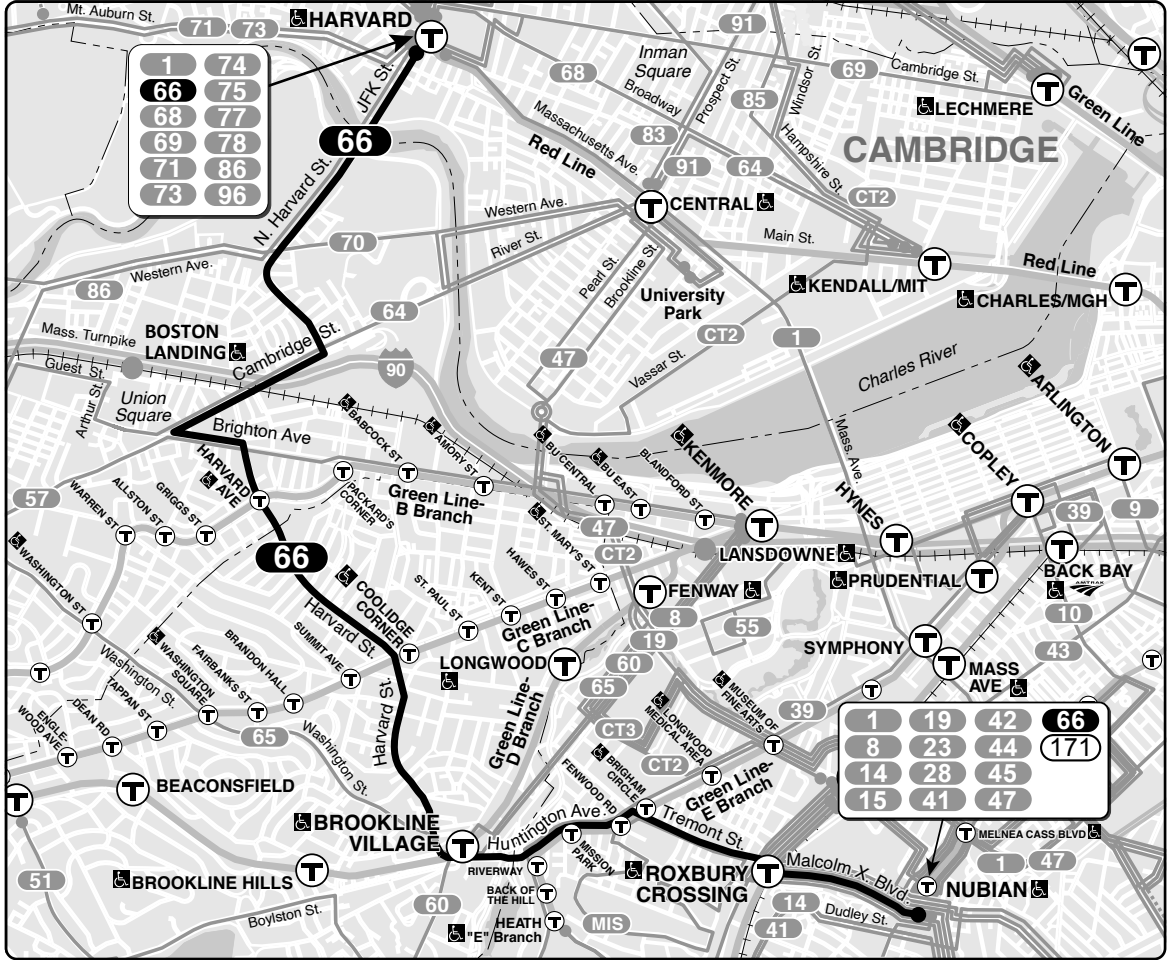 Mt. Auburn St.
71
73
HARVARD
T
91
Inman
Square
68
Broadway
Prospect St.
Windsor St.
69
Cambridge St.
T
T
LECHMERE
Green Line
1 74
66 75
68 77
69 78
71 86
73 96
JFK St.
66
N. Harvard St.
85
Massachusetts Ave.
Red Line
83
91
64
Hampshire St.
CAMBRIDGE
CT2
T
CENTRAL
Western Ave.
River St.
Main St.
70
Western Ave.
86
T
KENDALL/MIT
Red Line
T
CHARLES/MGH
Pearl St.
Brookline St.
University
Park
CT2
1
64
Mass. Turnpike
BOSTON
LANDING
Cambridge St.
90
47
Vassar St.
Charles River
Guest St.
Arthur St.
Union
Square
Brighton Ave
BABCOCK ST
AMORY ST
BU CENTRAL
BU EAST
BLANDFORD ST
KENMORE
Mass. Ave.
HYNES
COPLEY
ARLINGTON
HARVARD
AVE
57
WARREN ST
ALLSTON ST
GRIGGS ST
PACKARD'S
CORNER
Green Line-
B Branch
47
CT2
ST. MARY'S ST
LANSDOWNE
39
9
WASHINGTON ST
66
COOLIDGE
CORNER
ST. PAUL ST
KENT ST
HAWES ST
Green Line-
C Branch
FENWAY
PRUDENTIAL
BACK BAY
AMTRAK
10
8
55
19
43
Harvard St.
SUMMIT AVE
BRANDON HALL
FAIRBANKS ST
WASHINGTON
SQUARE
Washington St.
TAPPAN ST
DEAN RD
ENGLE-
WOOD AVE
65
LONGWOOD
SYMPHONY
MASS
AVE
60
65
CT3
CT2
LONGWOOD
MEDICAL AREA
MUSEUM OF
FINE ARTS
39
Green Line-
D Branch
Harvard St.
Washington St.
1 19 42 66
8 23 44 171
14 28 45
15 41 47
BEACONSFIELD
BRIGHAM
CIRCLE
FENWOOD RD
Green Line-
E Branch
BROOKLINE
VILLAGE
Huntington Ave.
Tremont St.
MISSION
PARK
RIVERWAY
MELNEA CASS BLVD
1
47
51
BROOKLINE HILLS
ROXBURY
CROSSING
Malcolm X. Blvd.
NUBIAN
BACK OF
THE HILL
60
Boylston St.
HEATH
"E" Branch
MIS
14
Dudley St.
41